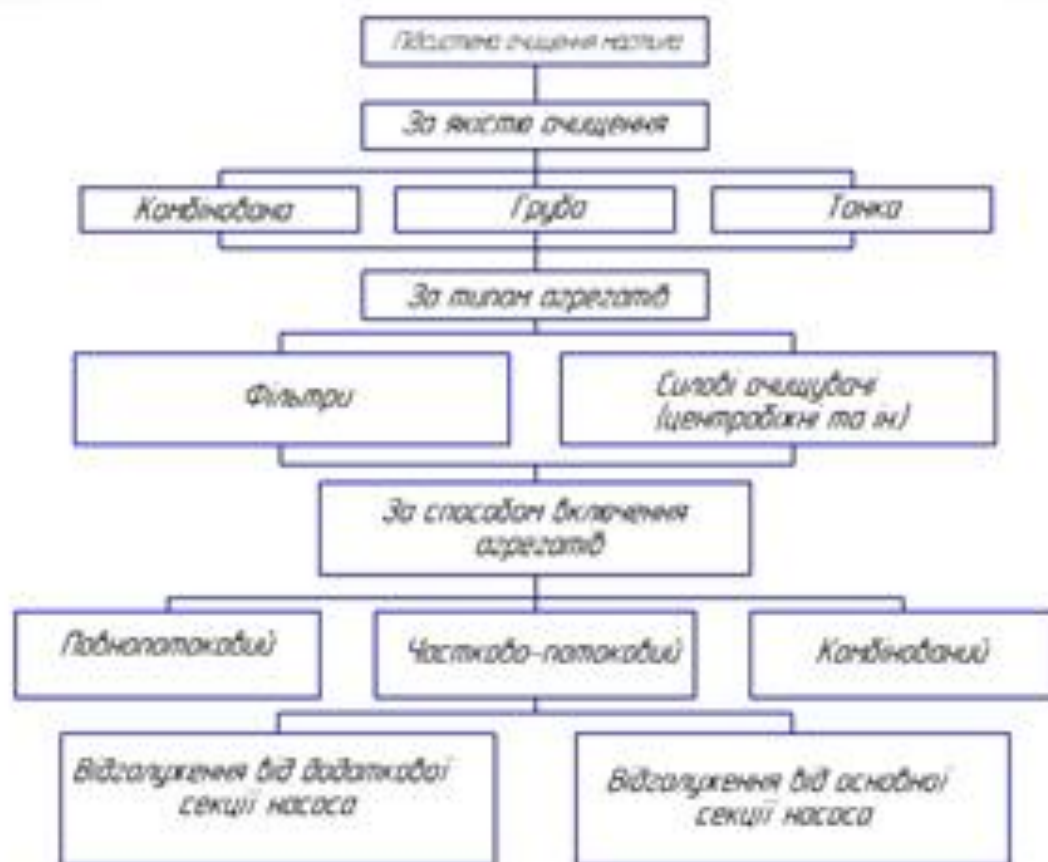 Підсистема очищення мастила
За якістю очищення
Комбінована
Груба
Тонка
За типом агрегатів
Фільтри
Силові очищувачі
(центробіжні та ін.)
За способом включення
агрегатів
Повнопотоковий
Частково-потоковий
Комбінований
Відгалуження від додаткової
секції насоса
Відгалуження від основної
секції насоса